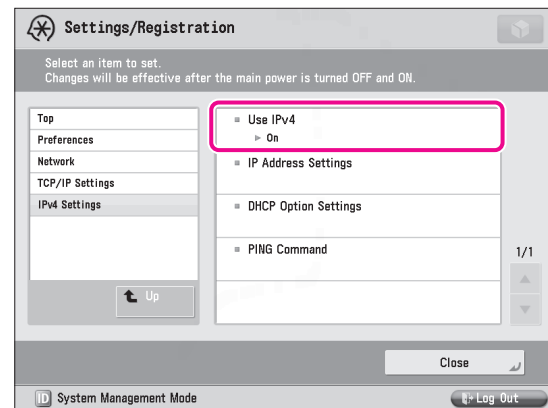 Settings/Registration
Select an item to set.
Changes will be effective after the main power is turned OFF and ON.
Top
Preferences
Network
TCP/IP Settings
IPv4 Settings
Up
Use IPv4
On
IP Address Settings
DHCP Option Settings
PING Command
1/1
Close
ID System Management Mode
Log Out